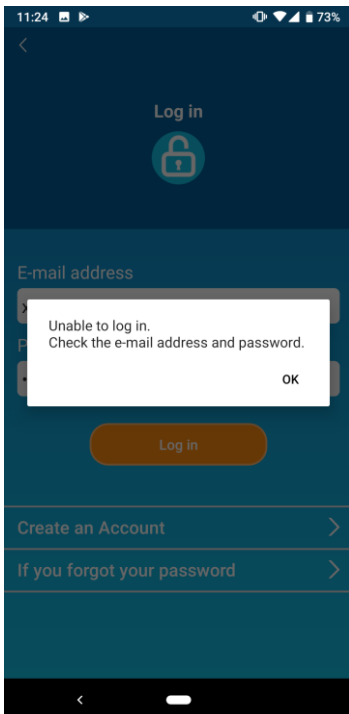 11:24
73%
Log in
E-mail address
Unable to log in.
Check the e-mail address and password.
OK
Log in
Create an Account
If you forgot your password